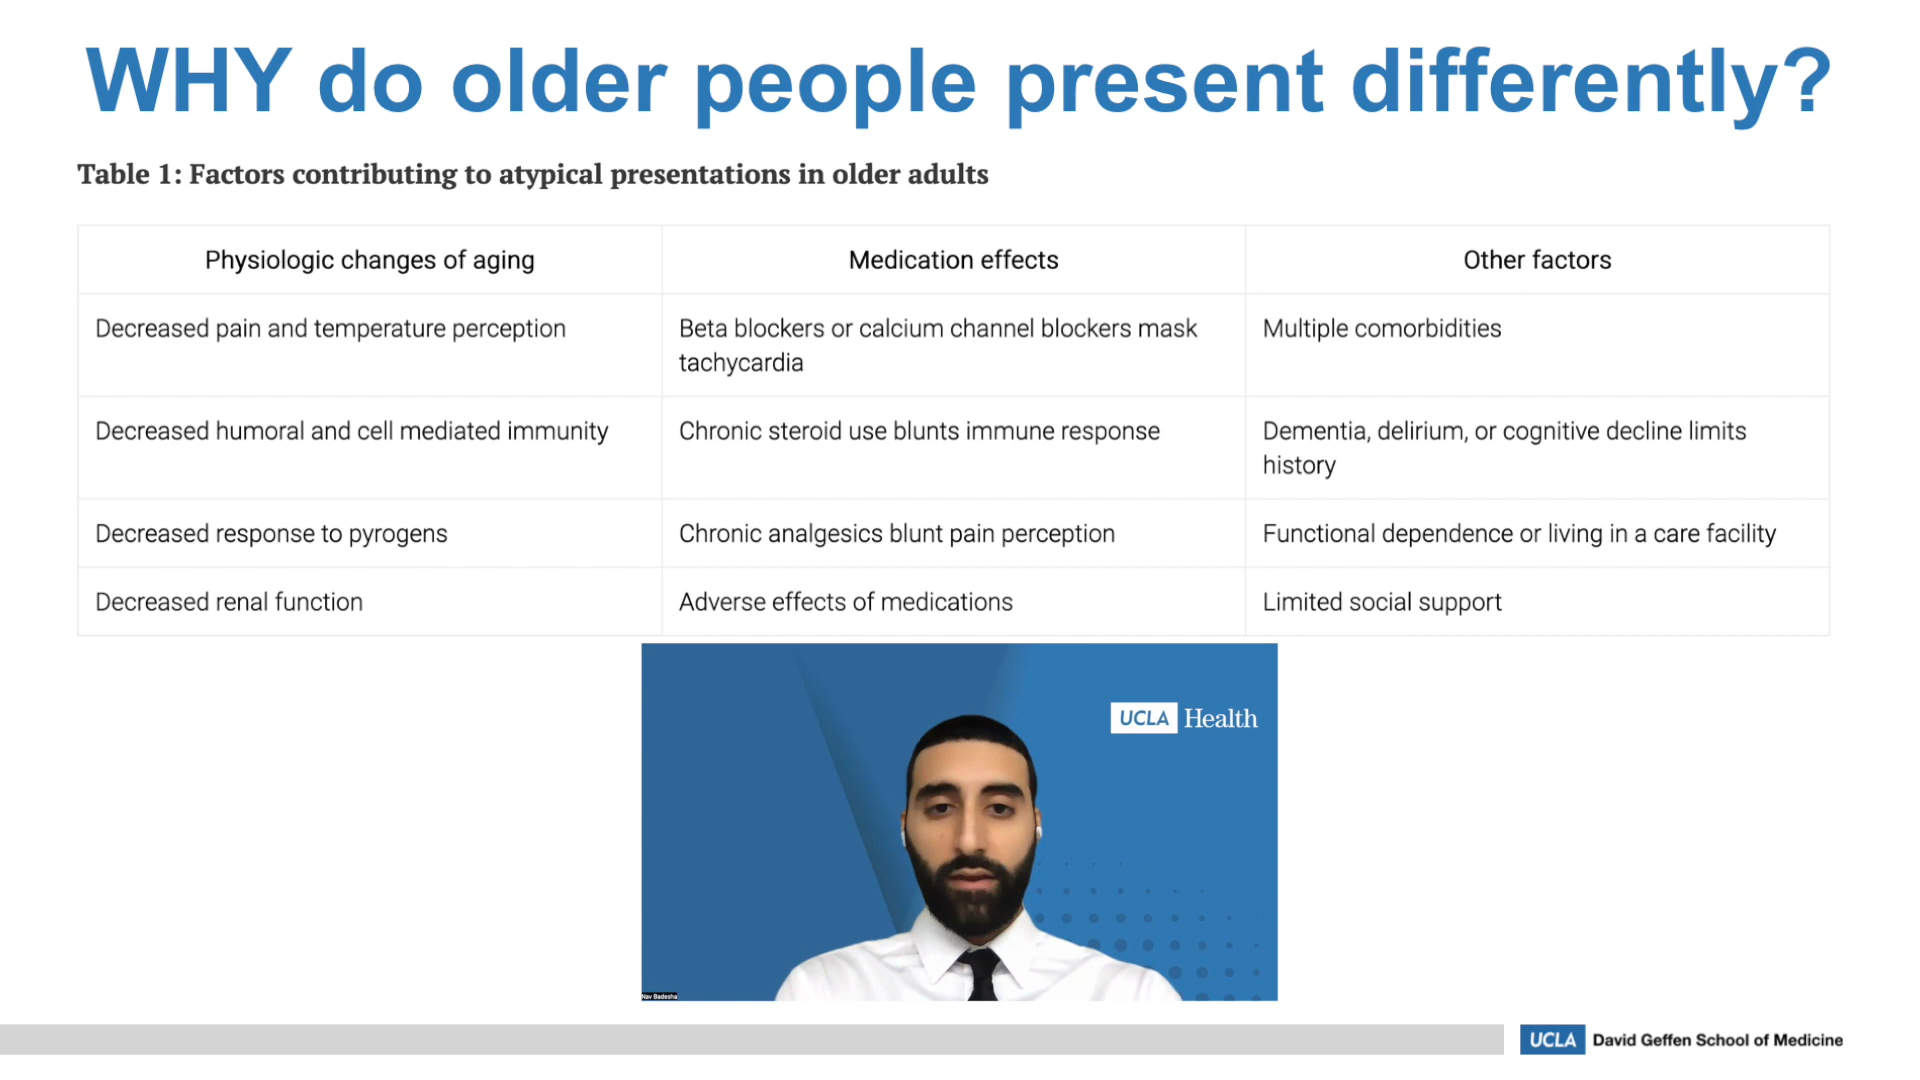 WHY do older people present differently?
Table 1: Factors contributing to atypical presentations in older adults
Physiologic changes of aging
Medication effects
Other factors
Decreased pain and temperature perception
Beta blockers or calcium channel blockers mask
tachycardia
Multiple comorbidities
Decreased humoral and cell mediated immunity
Chronic steroid use blunts immune response
Dementia, delirium, or cognitive decline limits
history
Decreased response to pyrogens
Chronic analgesics blunt pain perception
Functional dependence or living in a care facility
Decreased renal function
Adverse effects of medications
Limited social support
UCLA Health
Nav Badesha
UCLA David Geffen School of Medicine